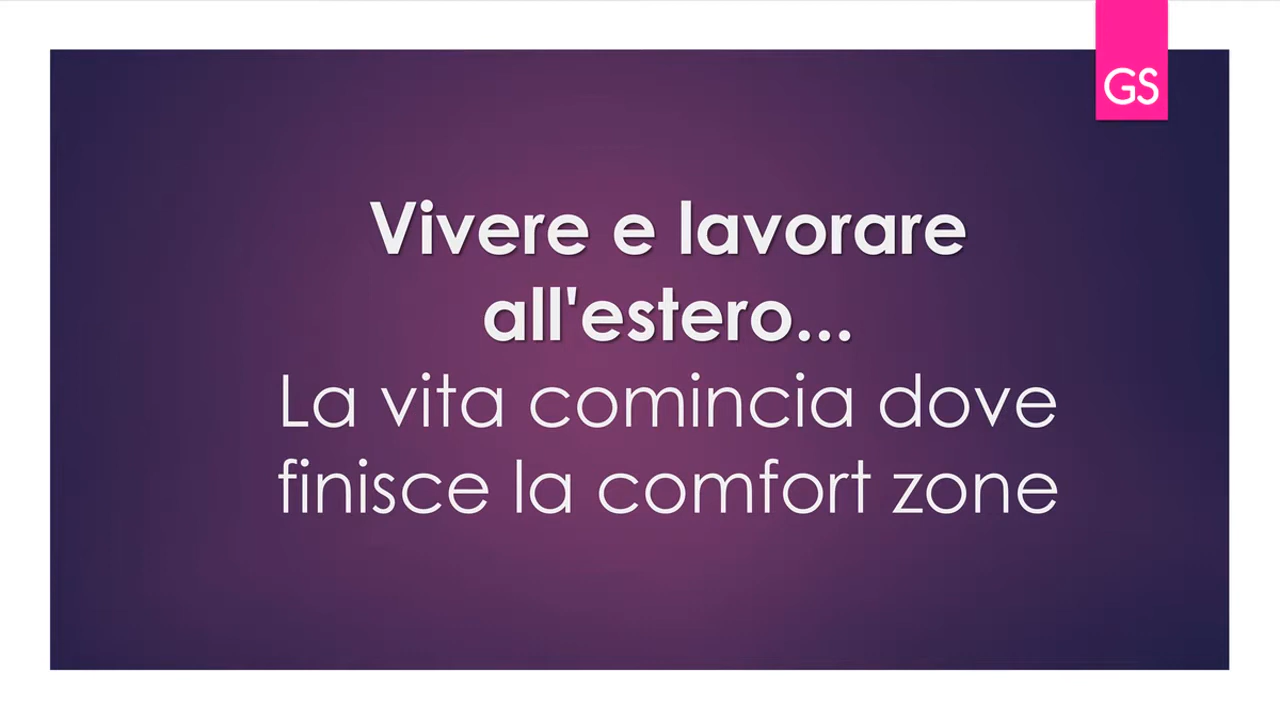 GS
Vivere e lavorare
all'estero...
La vita comincia dove
finisce la comfort zone